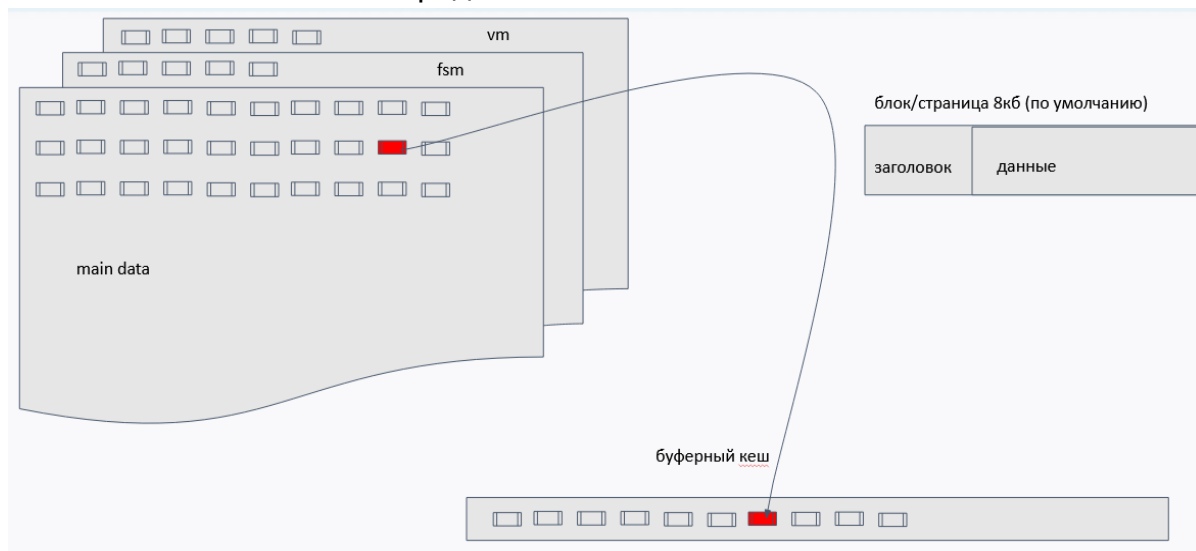 vm
fsm
блок/страница 8кб (по умолчанию)
заголовок
данные
main data
буферный кеш